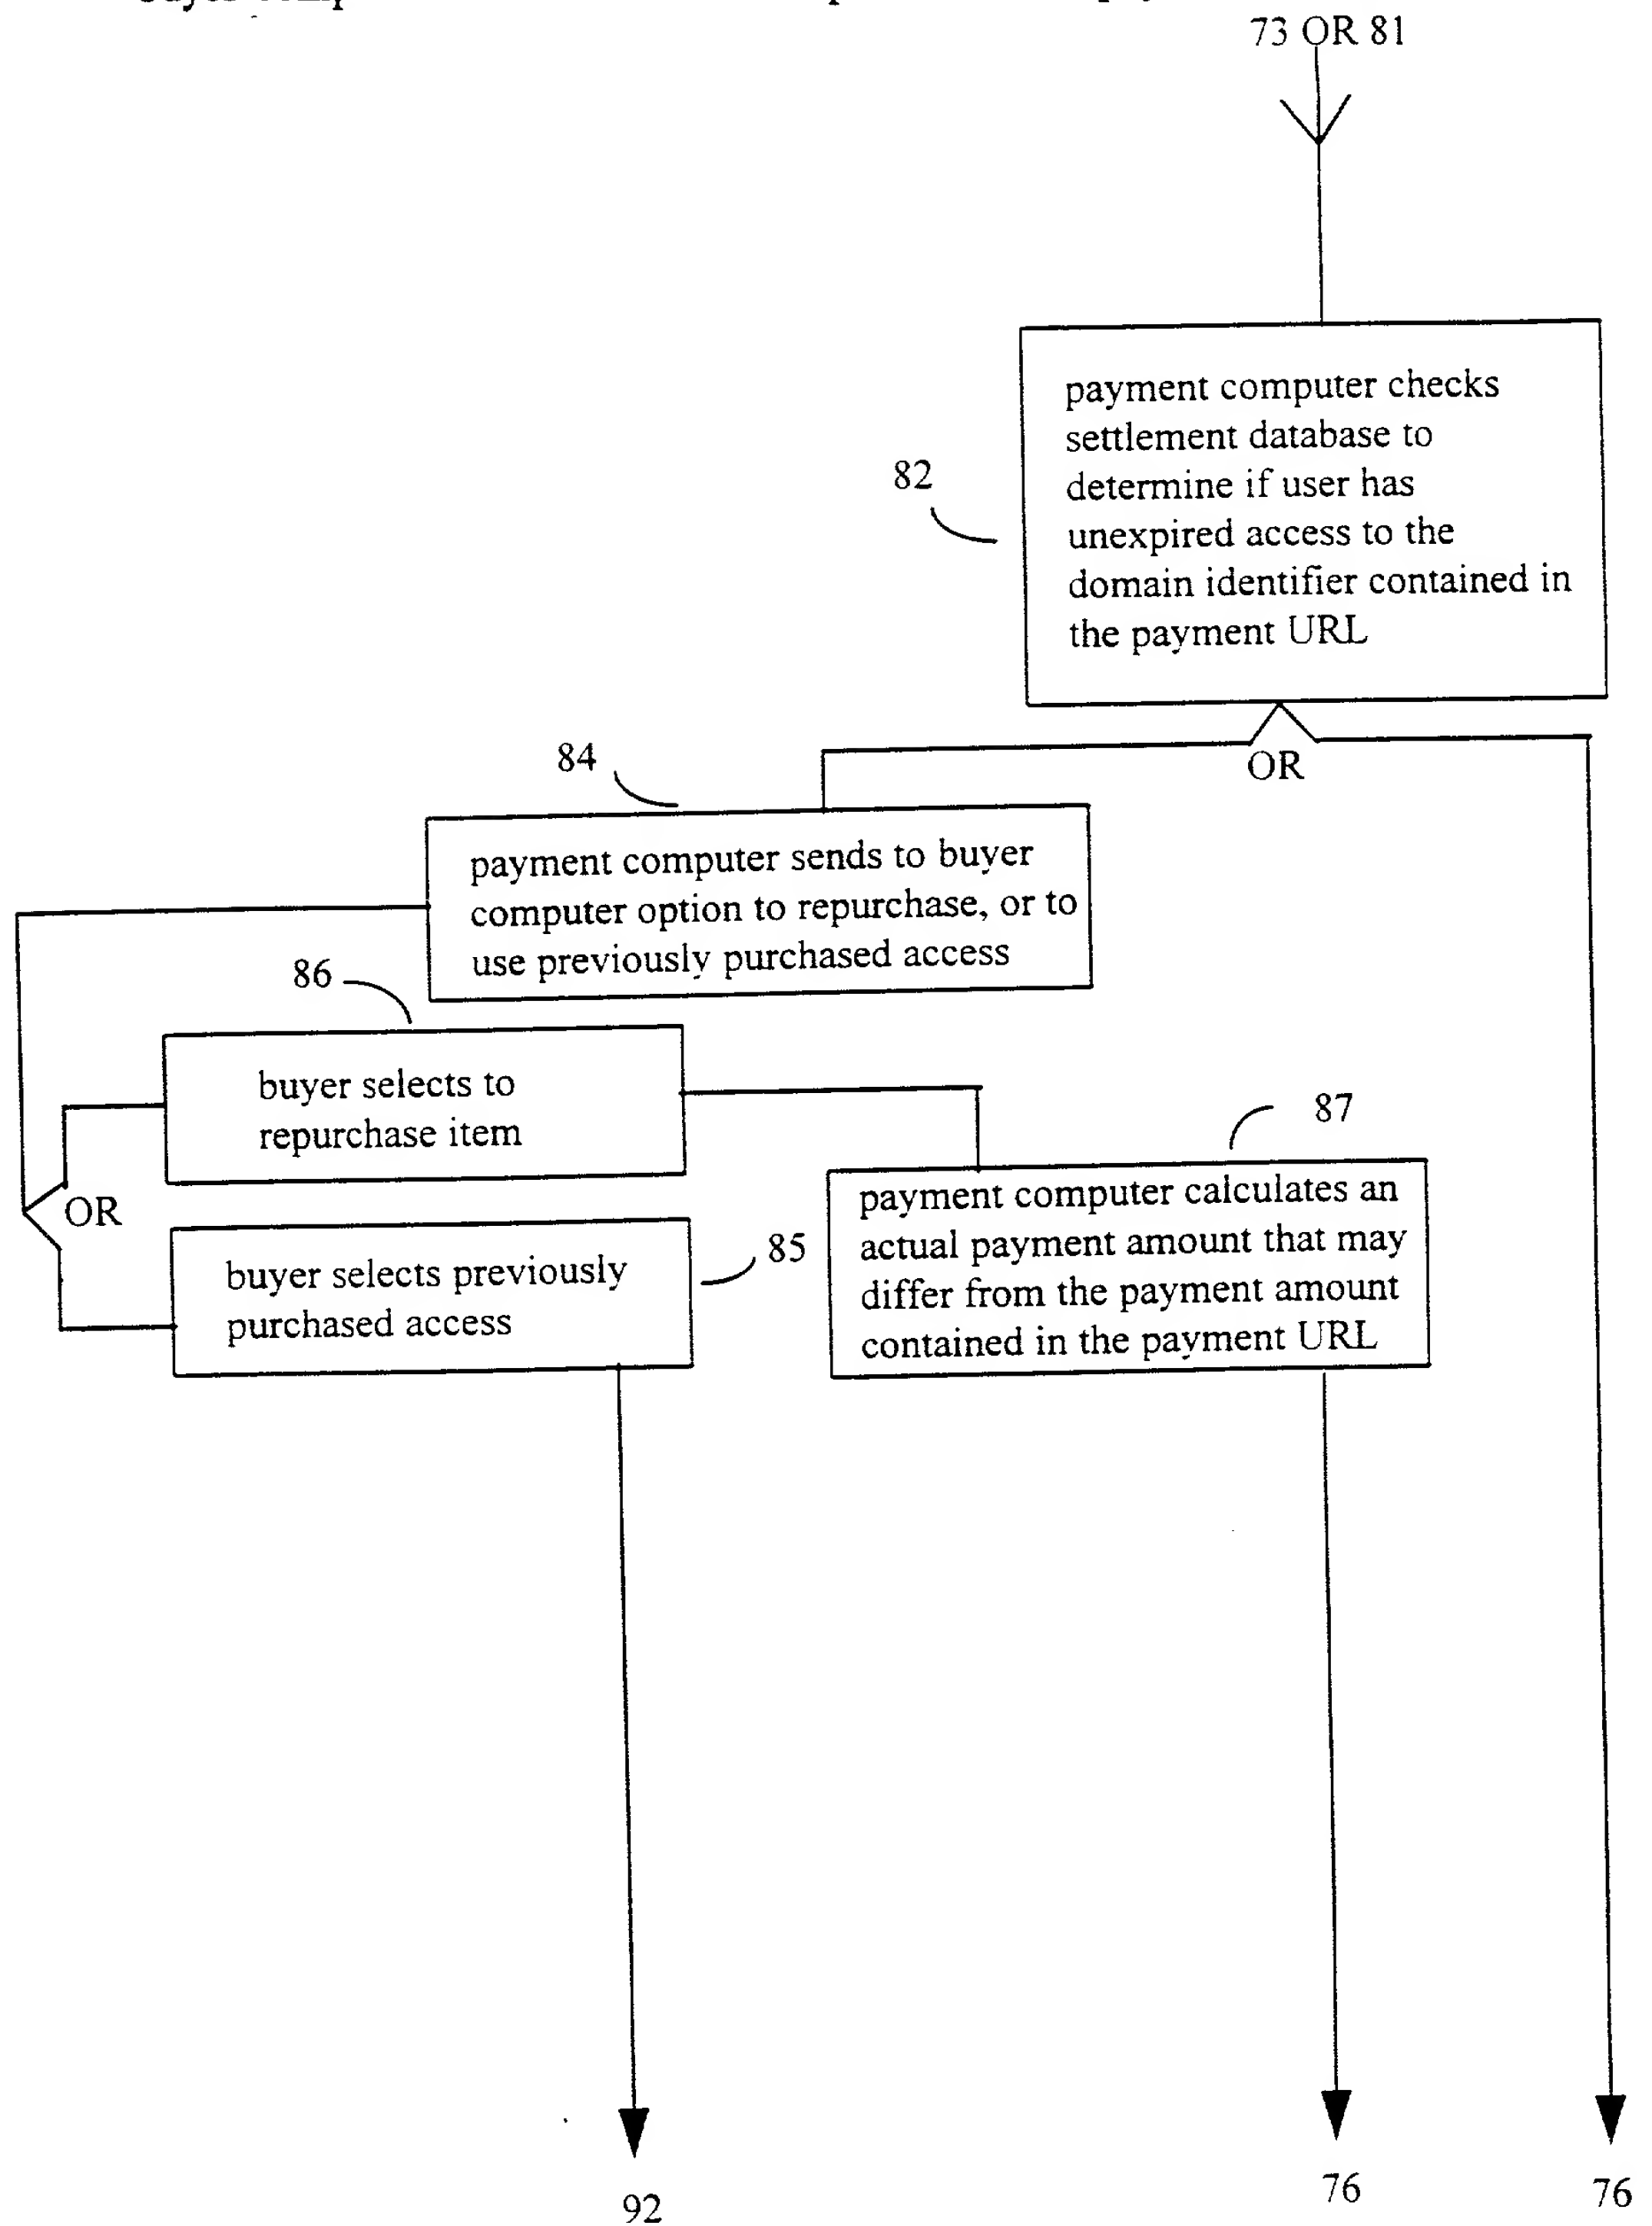 73 OR 81
payment computer checks
settlement database to
determine if user has
unexpired access to the
domain identifier contained in
the payment URL
82
OR
84
payment computer sends to buyer
computer option to repurchase, or to
use previously purchased access
86
buyer selects to
repurchase item
87
payment computer calculates an
actual payment amount that may
differ from the payment amount
contained in the payment URL
OR
85
buyer selects previously
purchased access
92
76
76